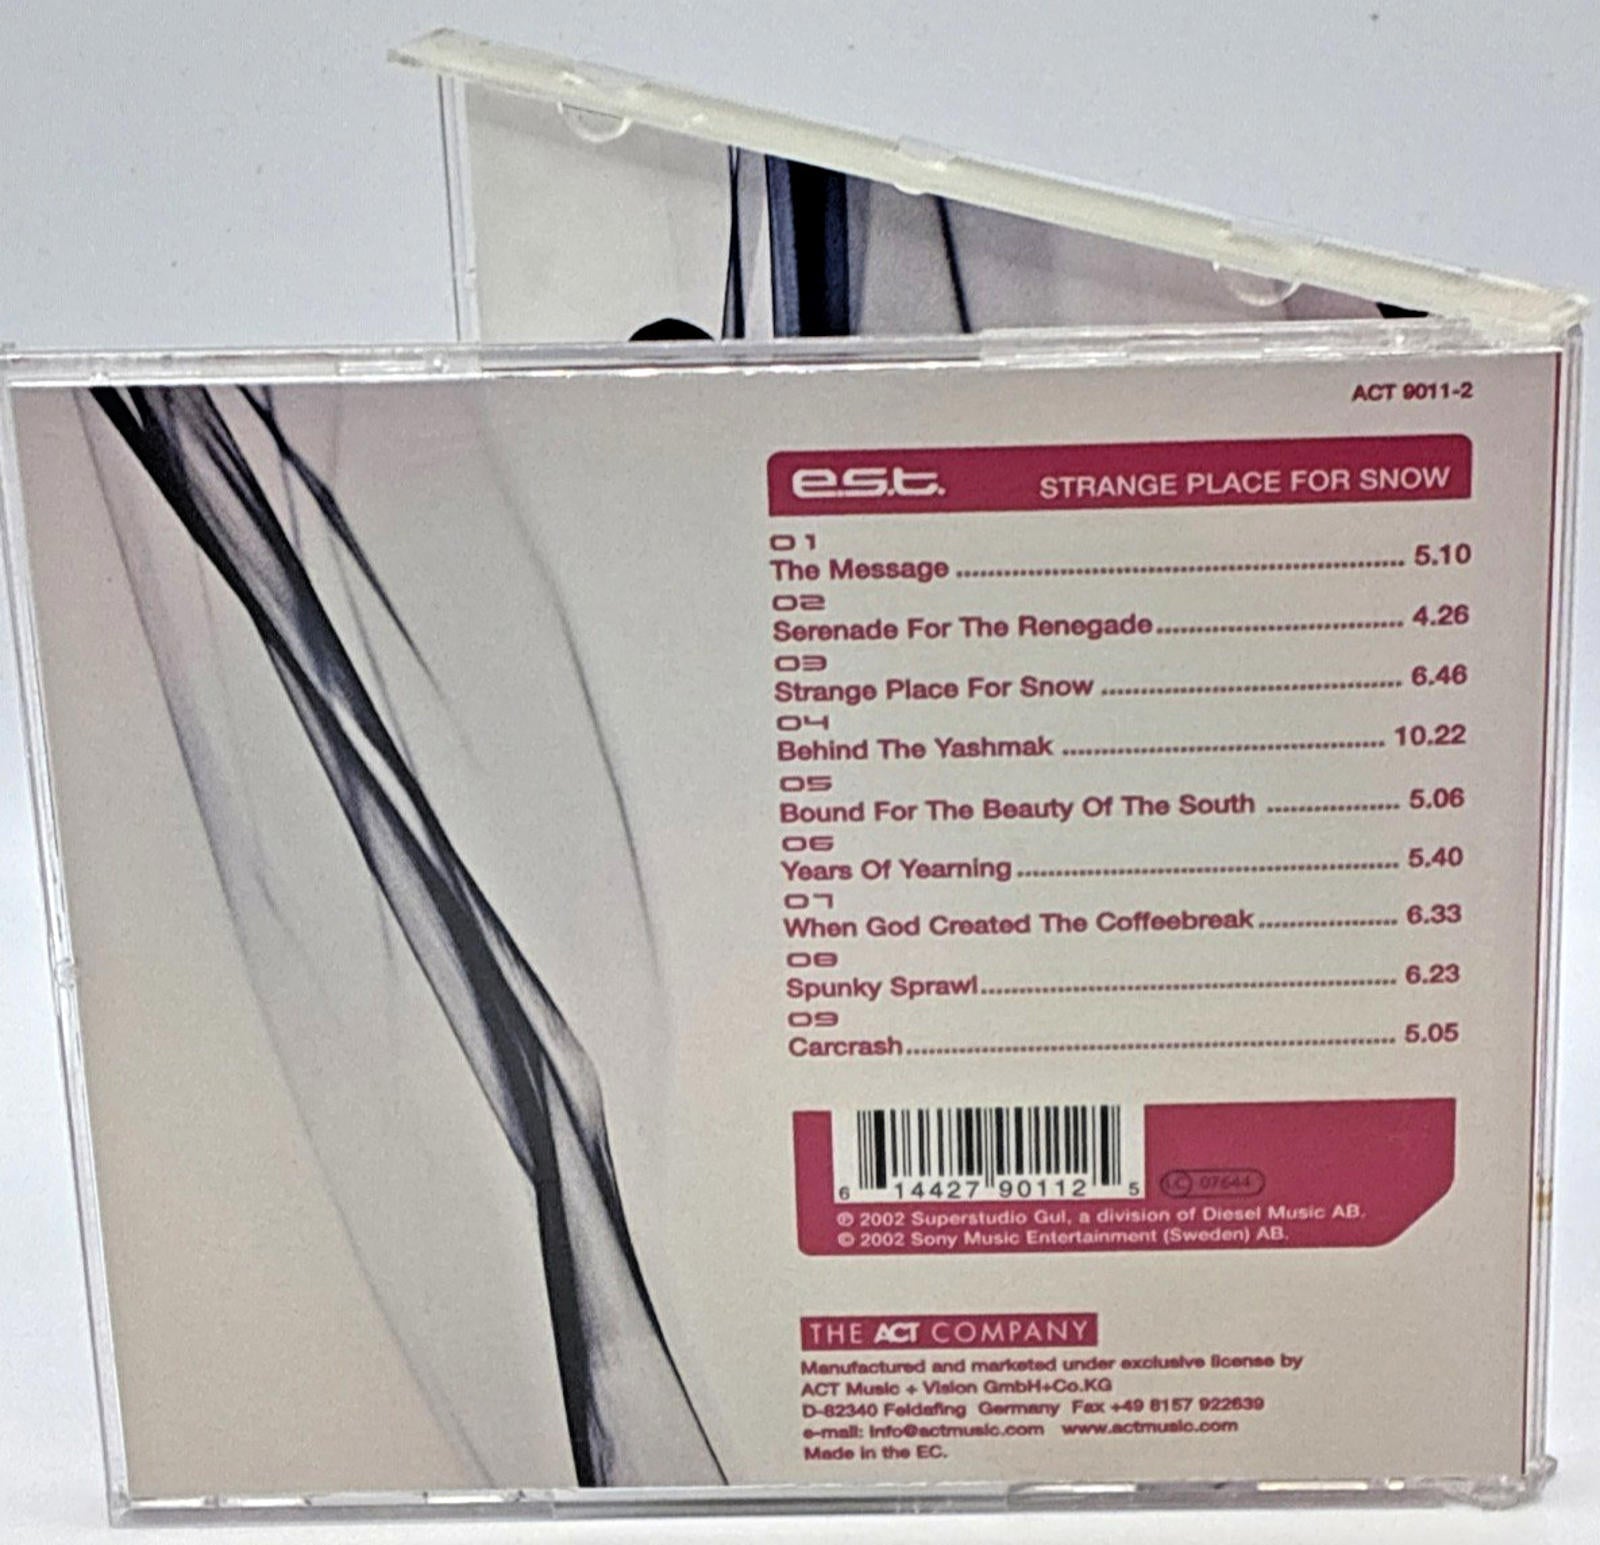 ACT 9011-2
e.s.t. STRANGE PLACE FOR SNOW
01
The Message 5.10
02
Serenade For The Renegade 4.26
03
Strange Place For Snow 6.46
04
Behind The Yashmak 10.22
05
Bound For The Beauty Of The South 5.06
06
Years Of Yearning 5.40
07
When God Created The Coffeebreak 6.33
08
Spunky Sprawl 6.23
09
Carcrash 5.05
6 14427 90112 5
LC 07644
℗ 2002 Superstudio Gul, a division of Diesel Music AB.
© 2002 Sony Music Entertainment (Sweden) AB.
THE ACT COMPANY
Manufactured and marketed under exclusive license by
ACT Music + Vision GmbH+Co.KG
D-82340 Feldafing Germany Fax +49 8157 922639
e-mail: info@actmusic.com www.actmusic.com
Made in the EC.